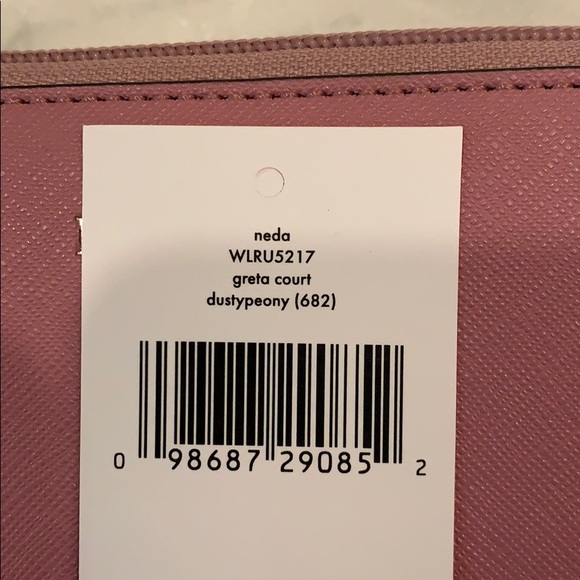 neda
WLRU5217
greta court
dustypeony (682)
0 98687 29085 2